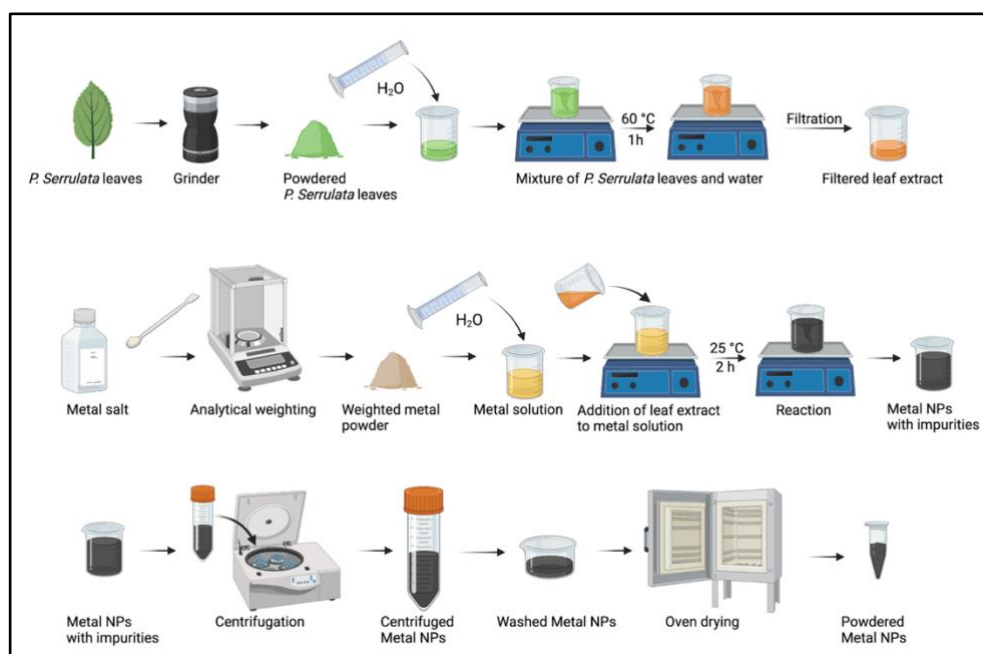 H₂O
60 °C
1h
Filtration
P. Serrulata leaves
Grinder
Powdered
P. Serrulata leaves
Mixture of P. Serrulata leaves and water
Filtered leaf extract
H₂O
25 °C
2 h
Metal salt
Analytical weighting
Weighted metal
powder
Metal solution
Addition of leaf extract
to metal solution
Reaction
Metal NPs
with impurities
Metal NPs
with impurities
Centrifugation
Centrifuged
Metal NPs
Washed Metal NPs
Oven drying
Powdered
Metal NPs